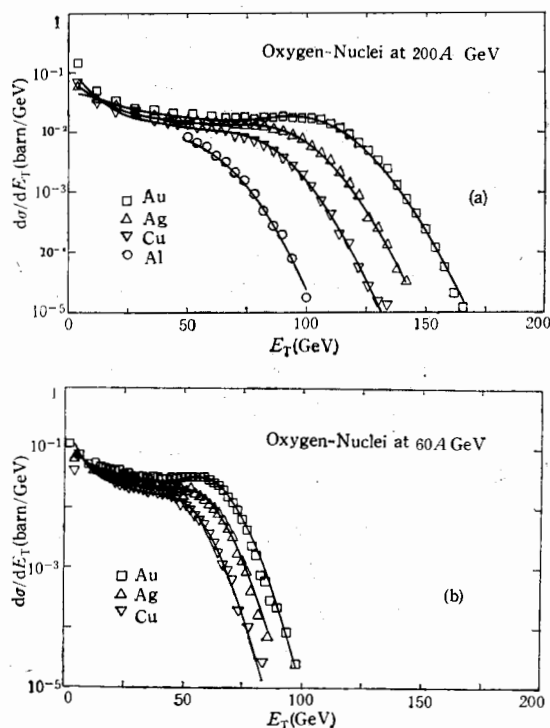 1
10⁻¹
10⁻²
10⁻³
10⁻⁴
10⁻⁵
dσ/dE_T(barn/GeV)
Oxygen-Nuclei at 200A GeV
□ Au
△ Ag
▽ Cu
○ Al
(a)
0 50 100 150 200
E_T(GeV)
1
10⁻¹
10⁻³
10⁻⁵
dσ/dE_T(barn/GeV)
Oxygen-Nuclei at 60A GeV
□ Au
△ Ag
▽ Cu
(b)
0 50 100 150 200
E_T(GeV)